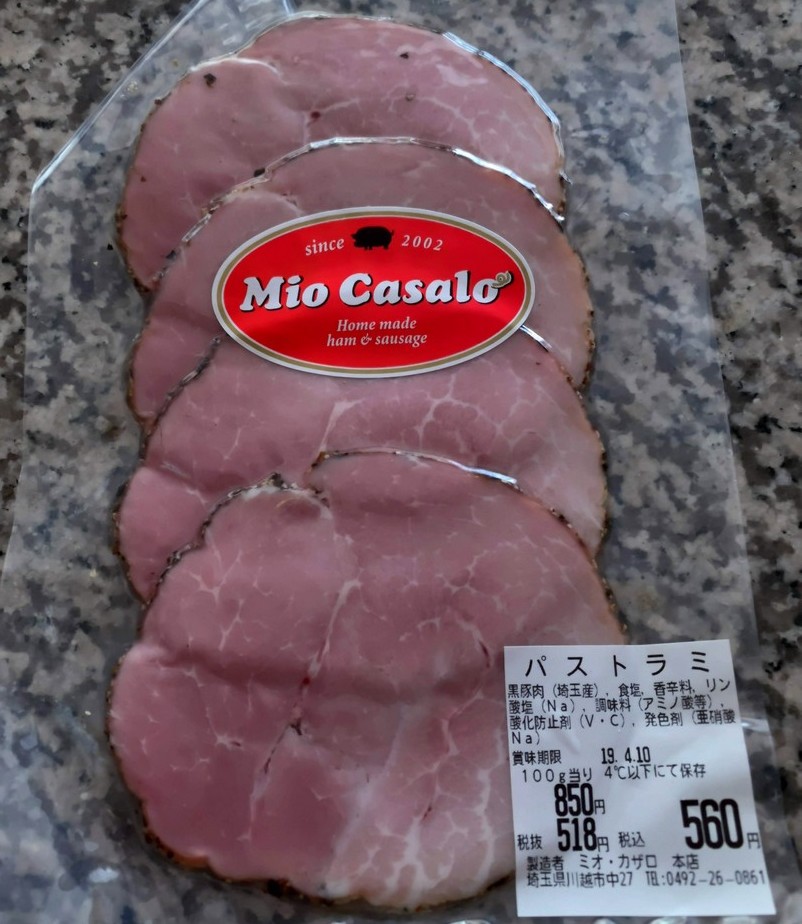 since 2002
Mio Casalo
Home made
ham & sausage
パストラミ
黒豚肉（埼玉産），食塩，香辛料，リン
酸塩（Na），調味料（アミノ酸等），
酸化防止剤（V・C），発色剤（亜硝酸
Na）
賞味期限 19.4.10
100g当り 4℃以下にて保存
850円
税抜 518円 税込 560円
製造者 ミオ・カザロ 本店
埼玉県川越市中27 TEL:0492-26-0861